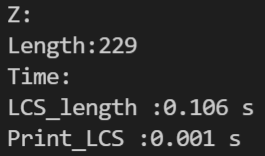 Z:
Length:229
Time:
LCS_length :0.106 s
Print_LCS :0.001 s